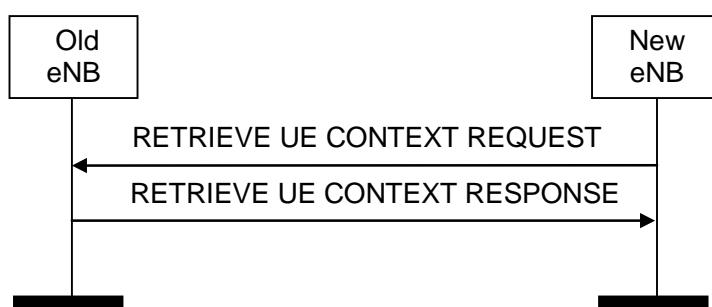 Old
eNB
New
eNB
RETRIEVE UE CONTEXT REQUEST
RETRIEVE UE CONTEXT RESPONSE